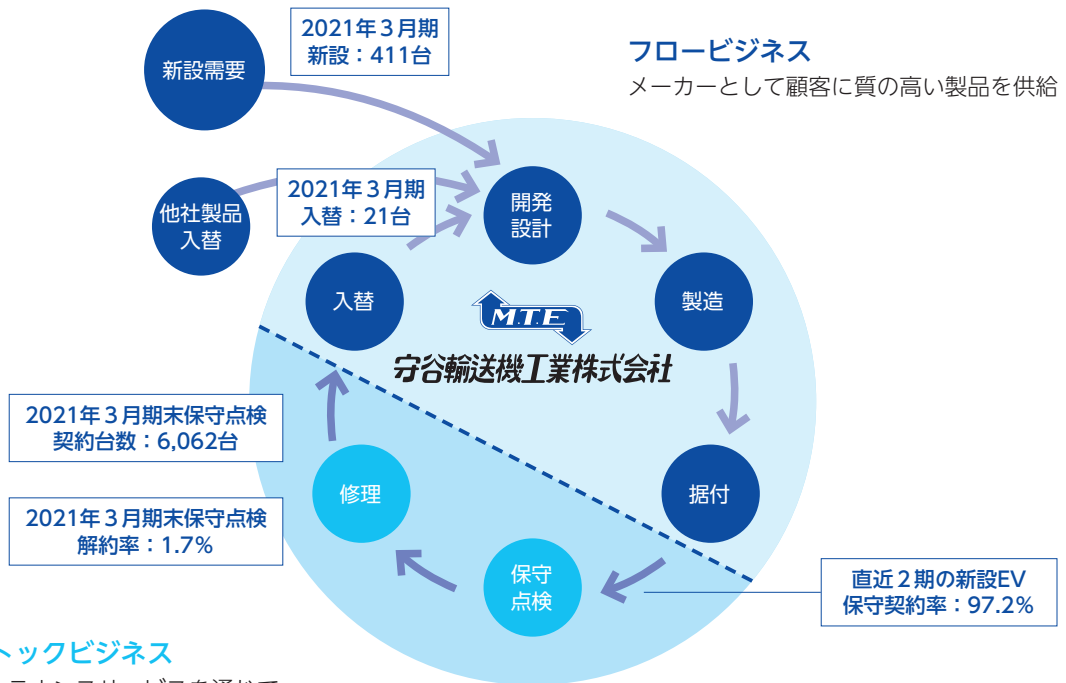 2021年3月期
新設：411台
新設需要
フロービジネス
メーカーとして顧客に質の高い製品を供給
2021年3月期
入替：21台
他社製品
入替
開発
設計
入替
製造
M.T.E
守谷輸送機工業株式会社
2021年3月期末保守点検
契約台数：6,062台
修理
据付
2021年3月期末保守点検
解約率：1.7%
保守
点検
直近2期の新設EV
保守契約率：97.2%
トックビジネス